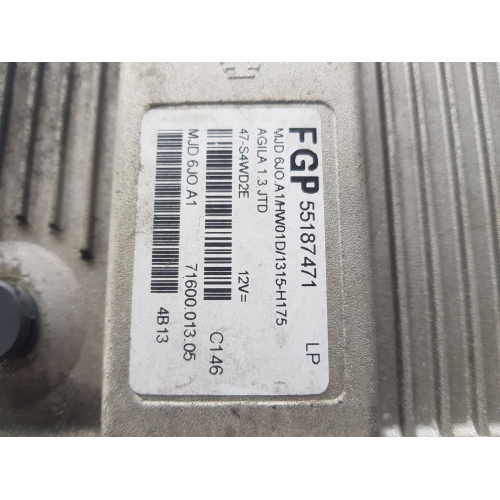 FGP 55187471 LP
MJD 6JO.A1/HW01D/1315-H175
AGILA 1.3 JTD
47-S4WD2E 12V=
C146
MJD 6JO.A1 71600.013.05
4B13